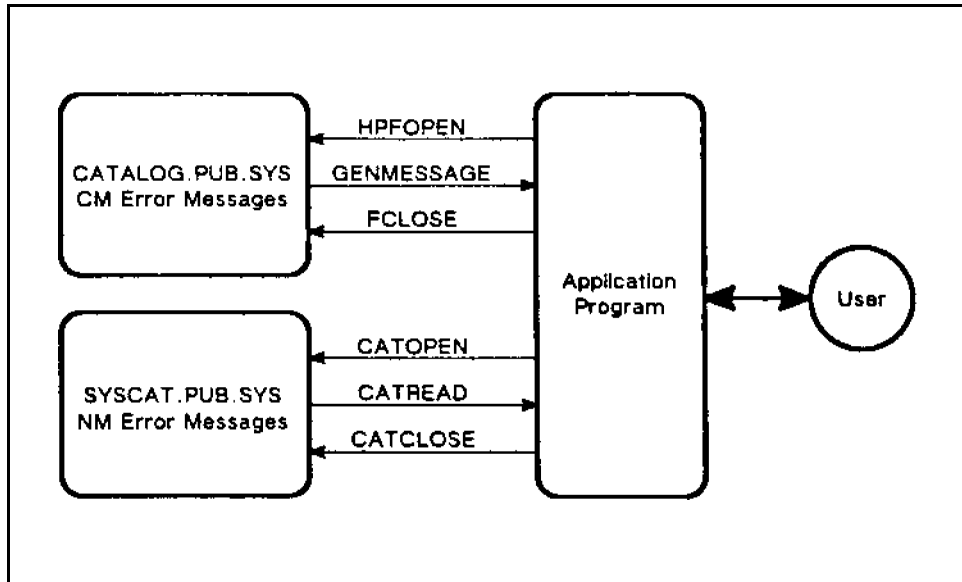 HPFOPEN
CATALOG.PUB.SYS
CM Error Messages
GENMESSAGE
FCLOSE
Application
Program
User
CATOPEN
SYSCAT.PUB.SYS
NM Error Messages
CATREAD
CATCLOSE